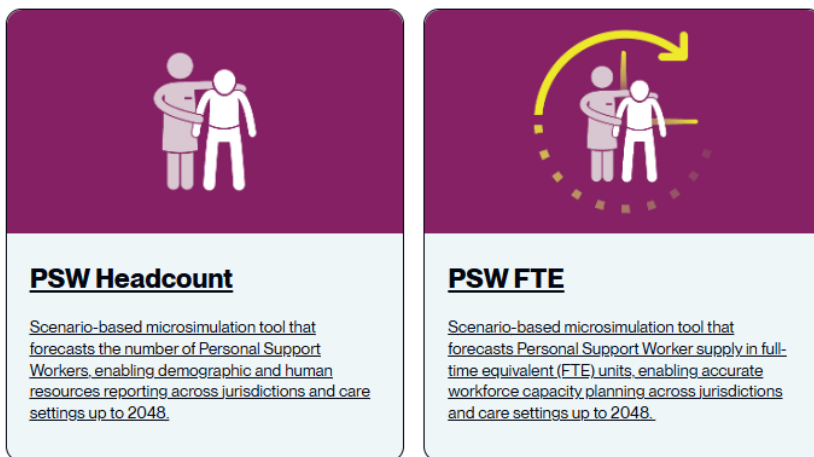 PSW Headcount
Scenario-based microsimulation tool that
forecasts the number of Personal Support
Workers, enabling demographic and human
resources reporting across jurisdictions and care
settings up to 2048.
PSW FTE
Scenario-based microsimulation tool that
forecasts Personal Support Worker supply in full-
time equivalent (FTE) units, enabling accurate
workforce capacity planning across jurisdictions
and care settings up to 2048.